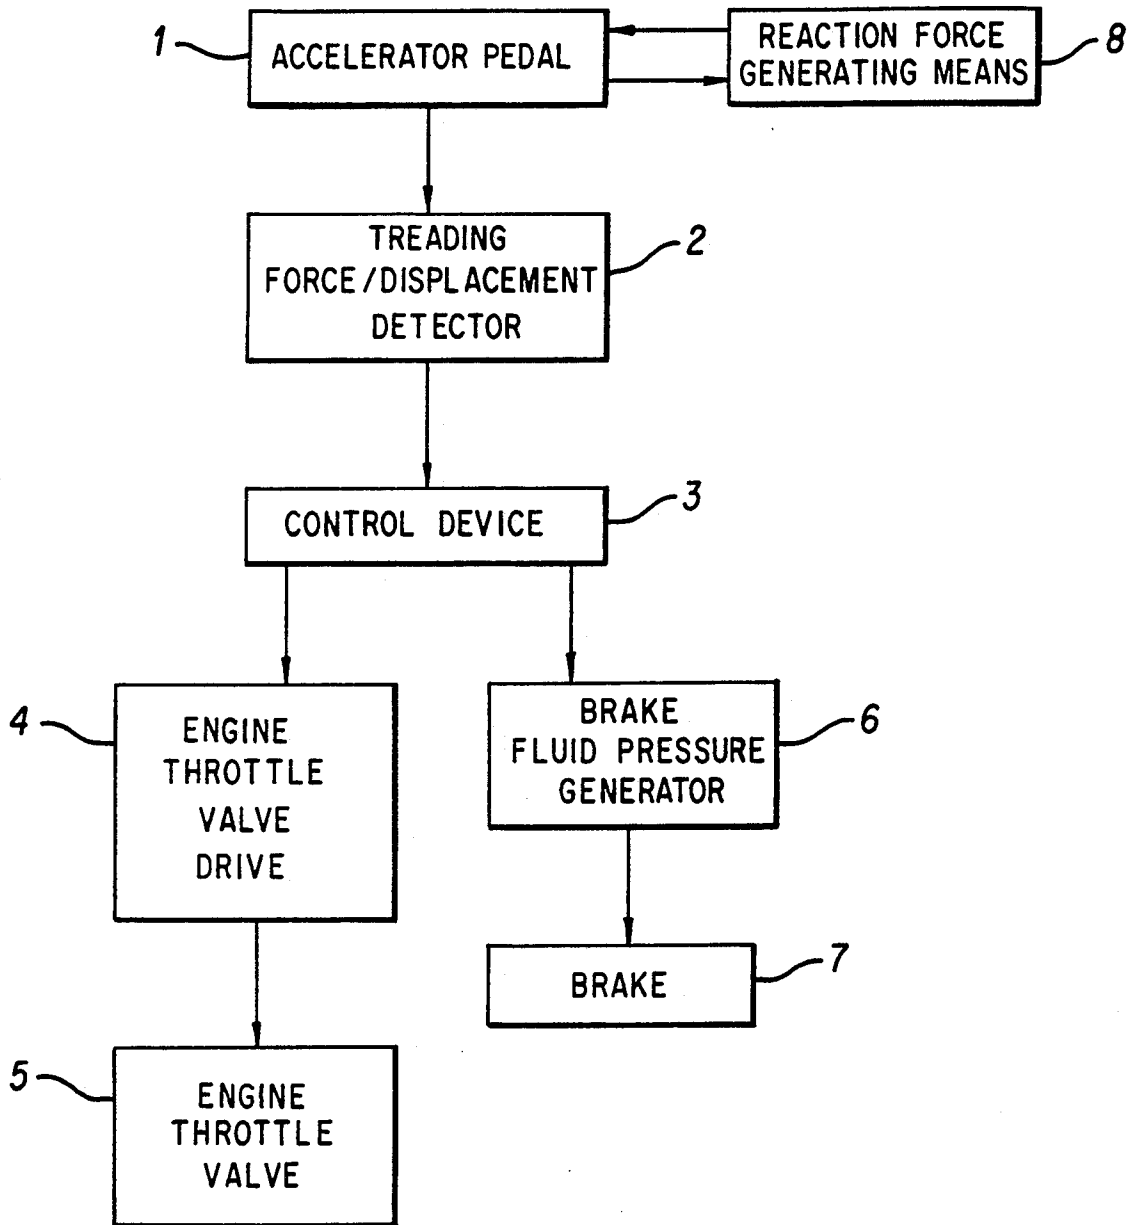 1
ACCELERATOR PEDAL
REACTION FORCE
GENERATING MEANS
8
TREADING
FORCE/DISPLACEMENT
DETECTOR
2
CONTROL DEVICE
3
4
ENGINE
THROTTLE
VALVE
DRIVE
BRAKE
FLUID PRESSURE
GENERATOR
6
BRAKE
7
5
ENGINE
THROTTLE
VALVE